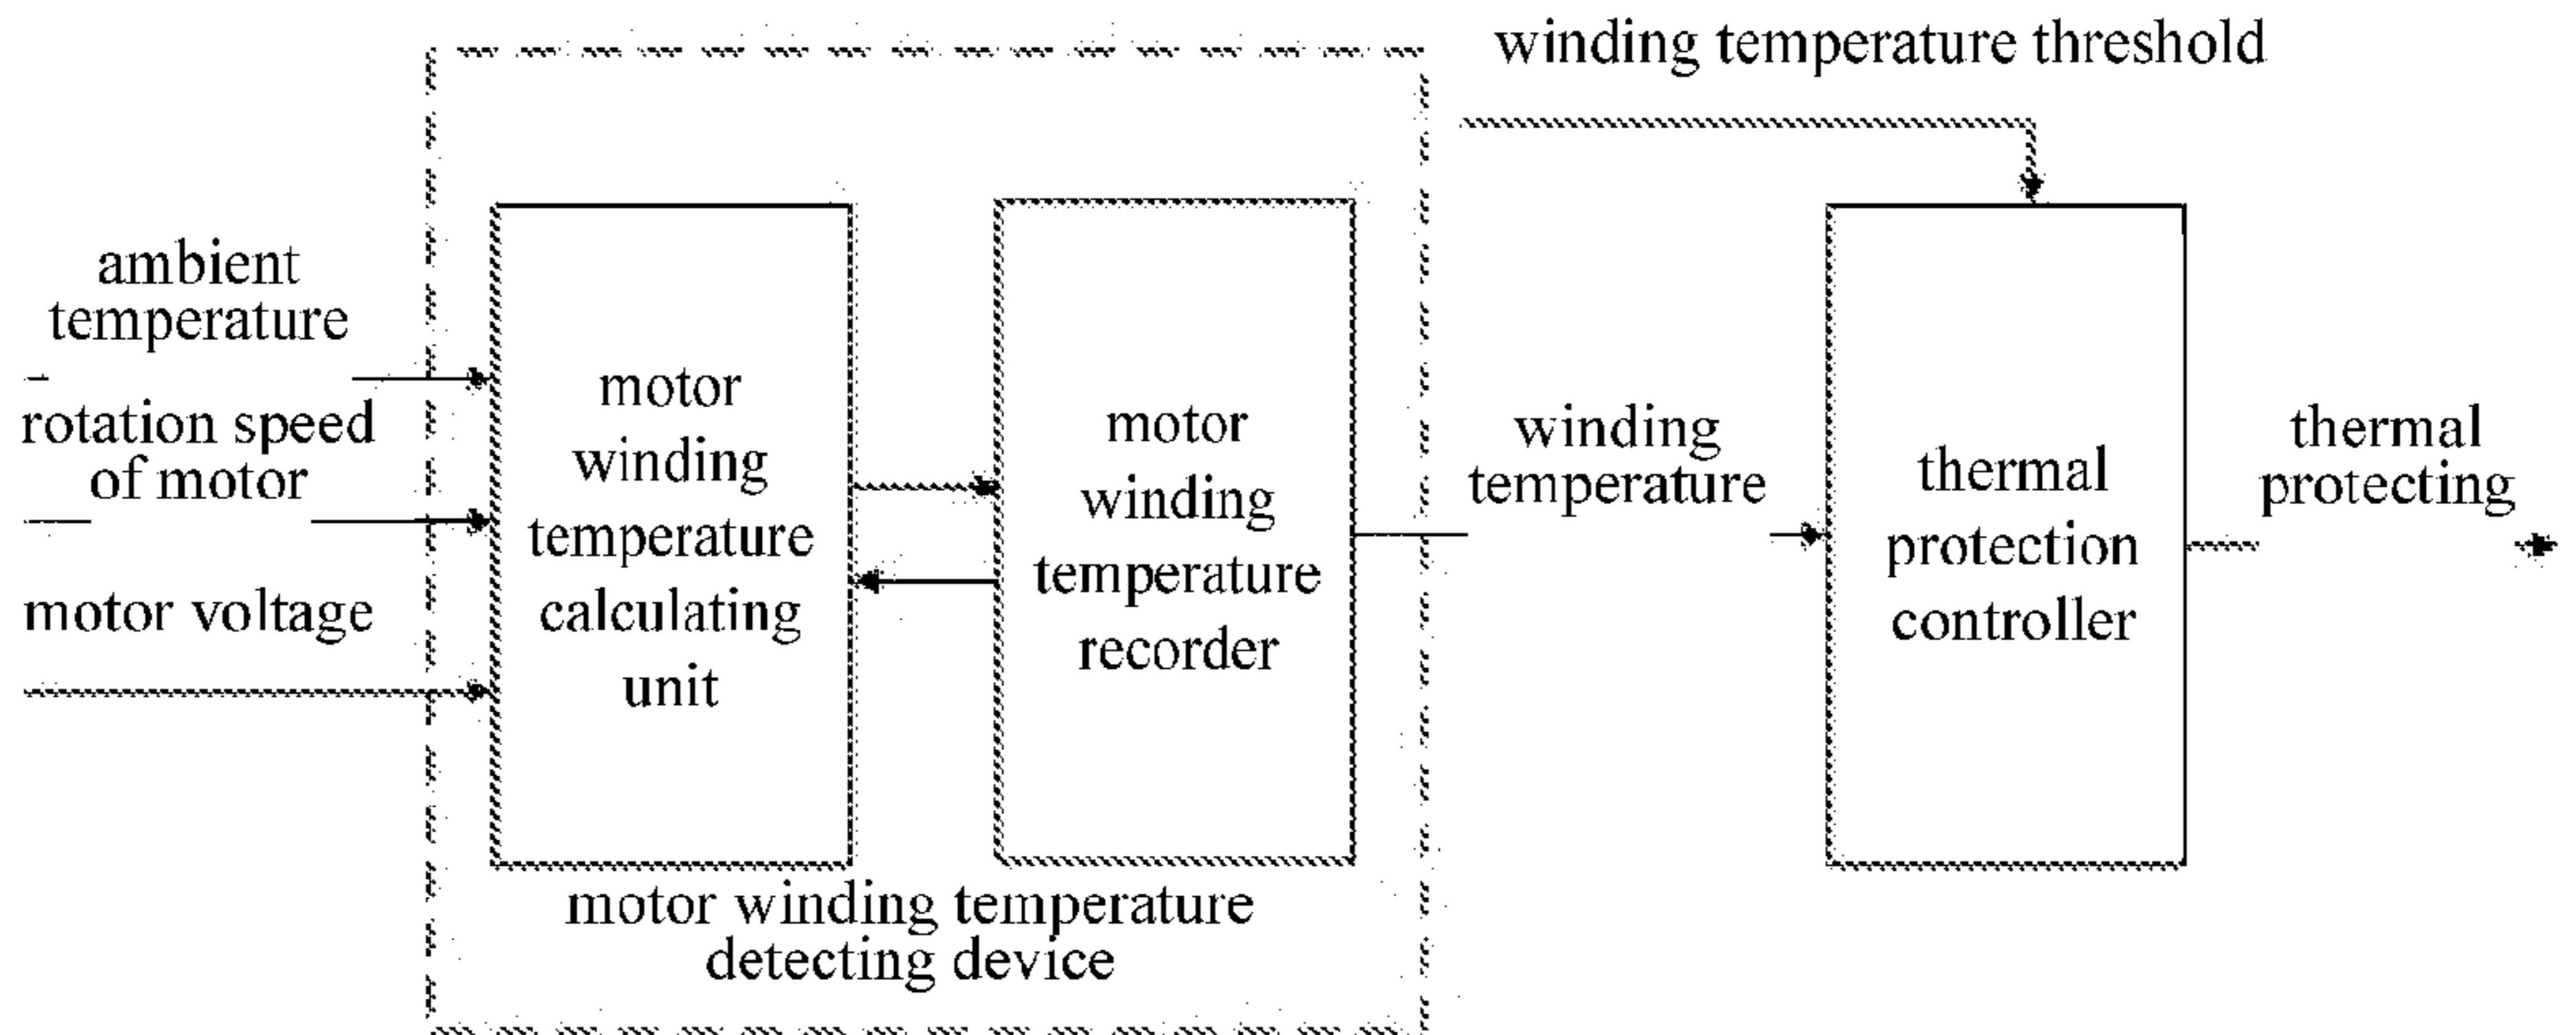 winding temperature threshold
ambient
temperature
rotation speed
of motor
motor voltage
motor
winding
temperature
calculating
unit
motor
winding
temperature
recorder
motor winding temperature
detecting device
winding
temperature
thermal
protection
controller
thermal
protecting